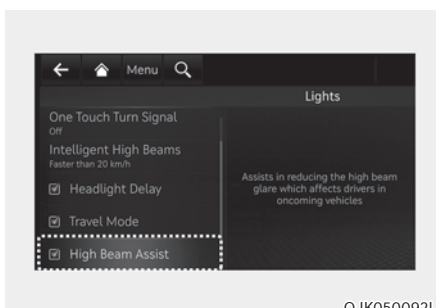 Menu
Lights
One Touch Turn Signal
Off
Intelligent High Beams
Faster than 20 km/h
Headlight Delay
Travel Mode
High Beam Assist
Assists in reducing the high beam
glare which affects drivers in
oncoming vehicles